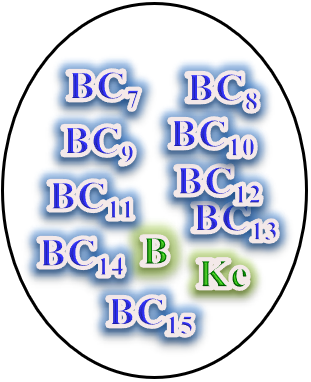 BC₇ BC₈
BC₉ BC₁₀
BC₁₁ BC₁₂
BC₁₃
BC₁₄ B Kc
BC₁₅